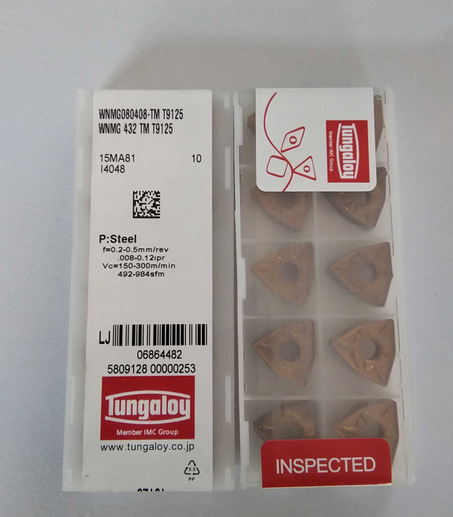 WNMG080408-TM T9125
WNMG 432 TM T9125
15MA81 10
I4048
P:Steel
f=0.2-0.5mm/rev
.008-0.12ipr
Vc=150-300m/min
492-984sfm
LJ
06864482
5809128 00000253
Tungaloy
Member IMC Group
www.tungaloy.co.jp
PP
Tungaloy
Member IMC Group
INSPECTED